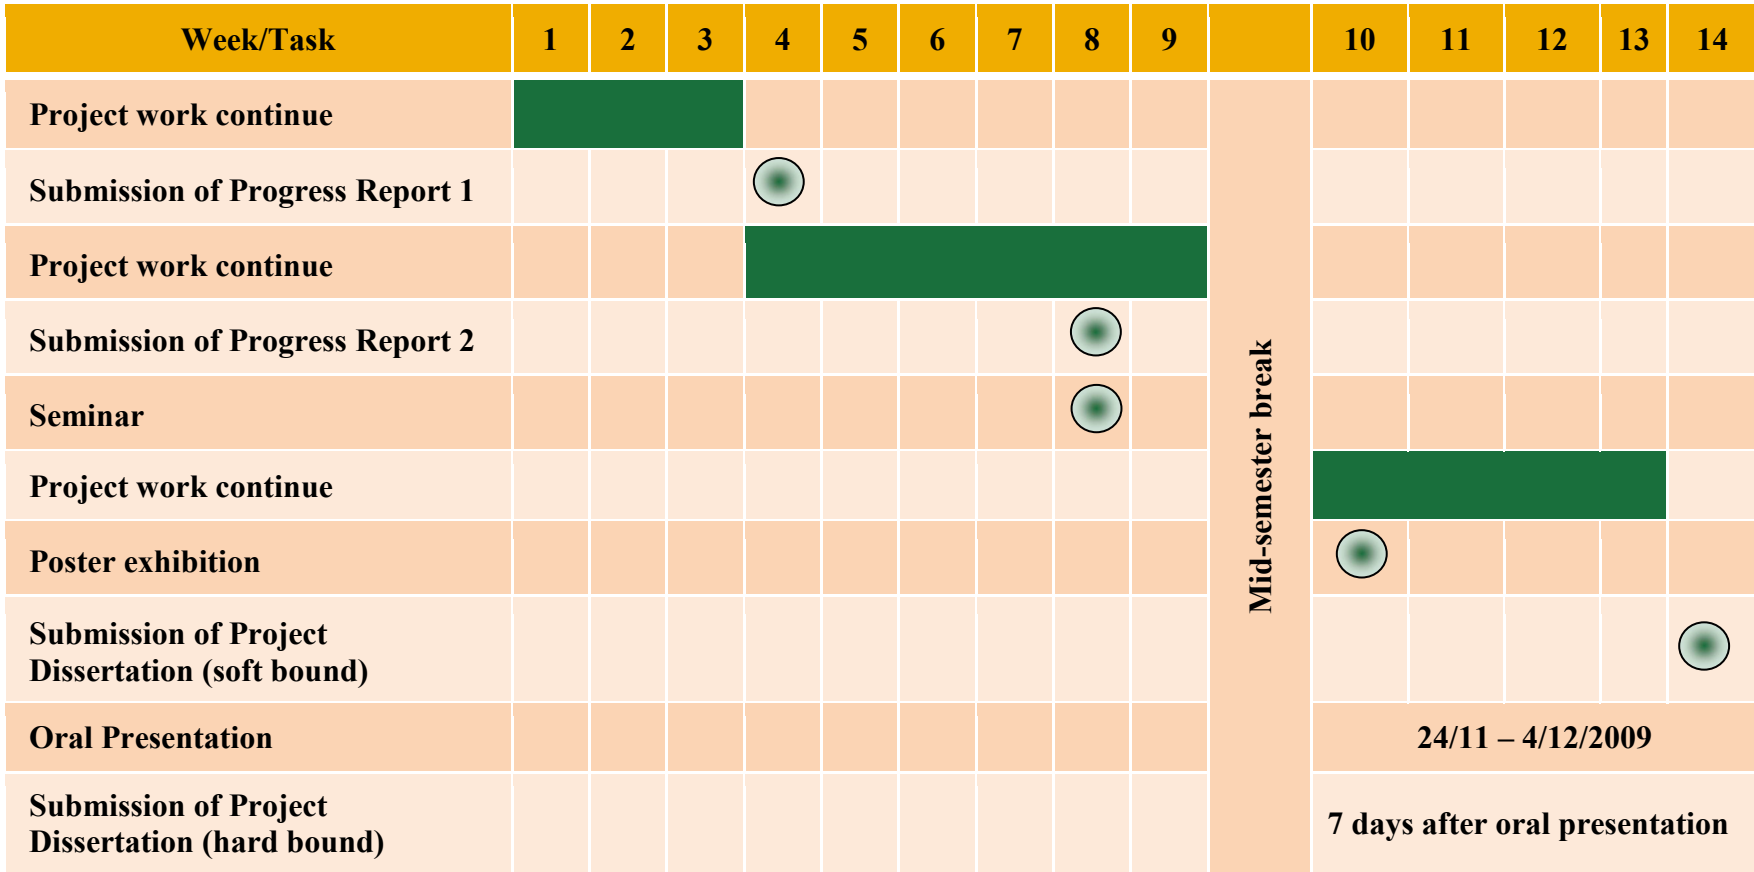 Week/Task 1 2 3 4 5 6 7 8 9 10 11 12 13 14
Project work continue
Submission of Progress Report 1
Project work continue
Submission of Progress Report 2
Seminar
Mid-semester break
Project work continue
Poster exhibition
Submission of Project
Dissertation (soft bound)
Oral Presentation 24/11 – 4/12/2009
Submission of Project
Dissertation (hard bound)
7 days after oral presentation